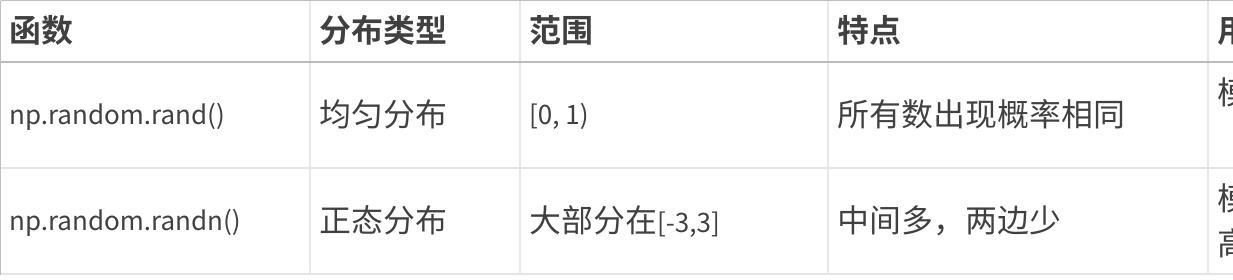 函数 分布类型 范围 特点
np.random.rand() 均匀分布 [0, 1) 所有数出现概率相同
np.random.randn() 正态分布 大部分在[-3,3] 中间多，两边少